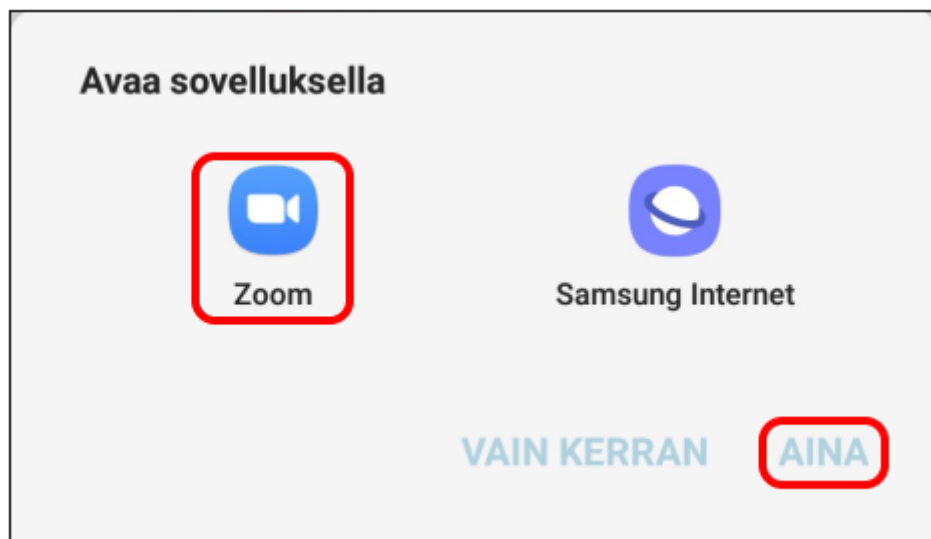 Avaa sovelluksella
Zoom Samsung Internet
VAIN KERRAN AINA